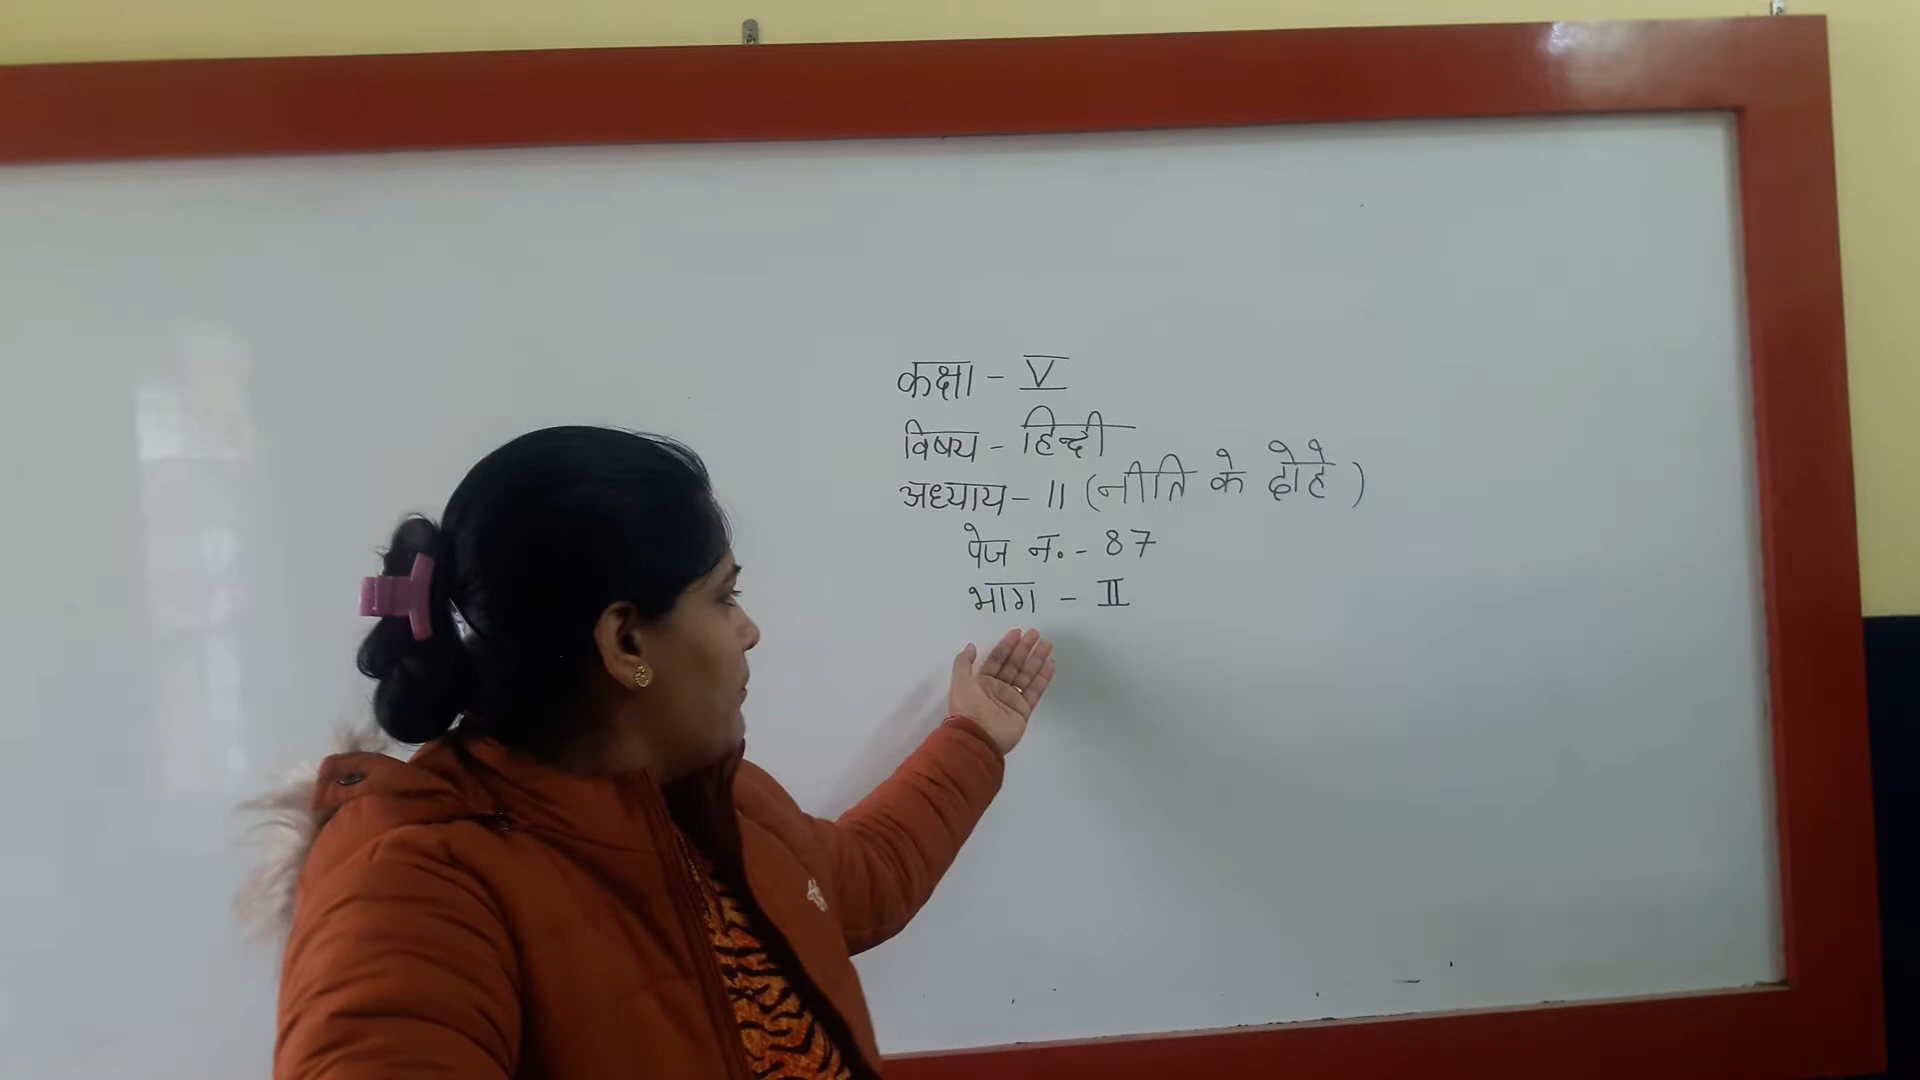 कक्षा - V
विषय - हिन्दी
अध्याय - 11 (नीति के दोहे)
पेज न. - 87
भाग - II